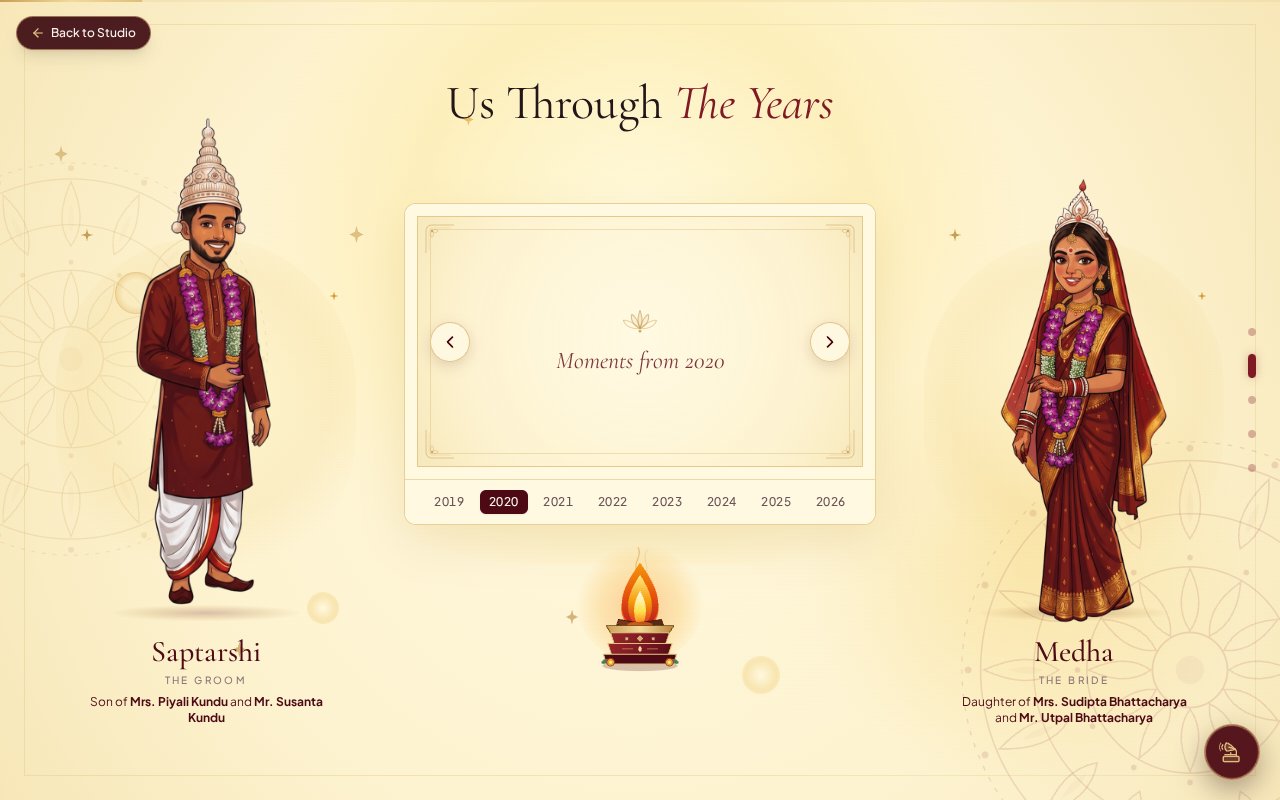 Back to Studio
Us Through The Years
Moments from 2020
2019 2020 2021 2022 2023 2024 2025 2026
Saptarshi
THE GROOM
Son of Mrs. Piyali Kundu and Mr. Susanta
Kundu
Medha
THE BRIDE
Daughter of Mrs. Sudipta Bhattacharya
and Mr. Utpal Bhattacharya